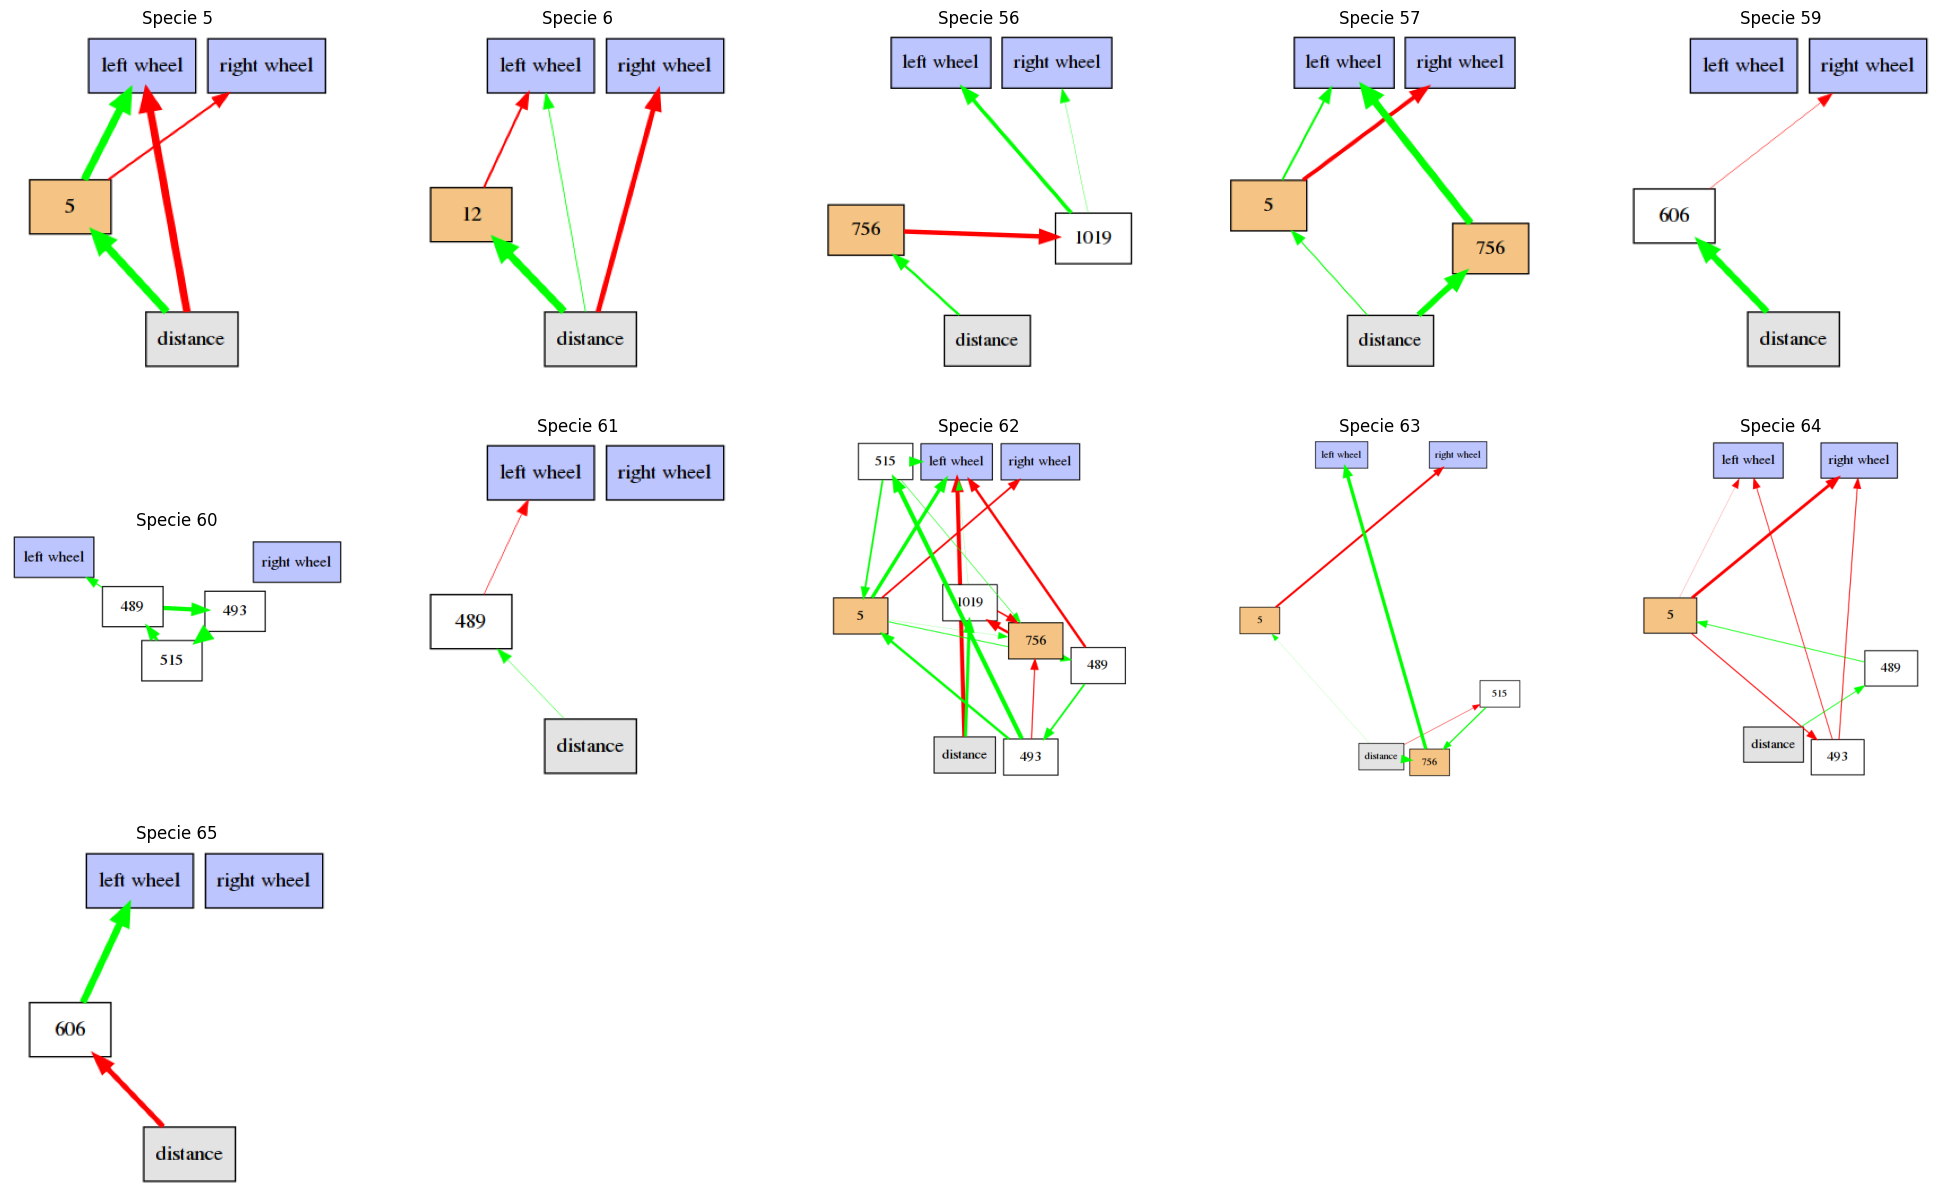 Specie 5
left wheel
right wheel
5
distance
Specie 6
left wheel
right wheel
12
distance
Specie 56
left wheel
right wheel
756
1019
distance
Specie 57
left wheel
right wheel
5
756
distance
Specie 59
left wheel
right wheel
606
distance
Specie 60
left wheel
right wheel
489
493
515
Specie 61
left wheel
right wheel
489
distance
Specie 62
515
left wheel
right wheel
1019
5
756
489
distance
493
Specie 63
left wheel
right wheel
5
515
distance
756
Specie 64
left wheel
right wheel
5
489
distance
493
Specie 65
left wheel
right wheel
606
distance